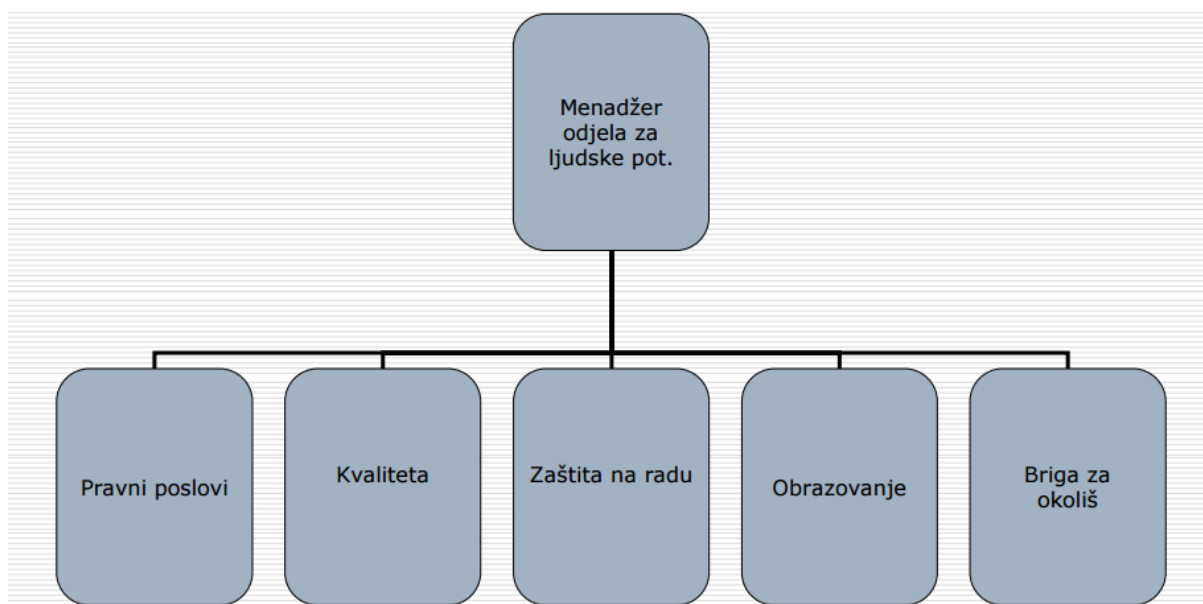 Menadžer
odjela za
ljudske pot.
Pravni poslovi
Kvaliteta
Zaštita na radu
Obrazovanje
Briga za
okoliš